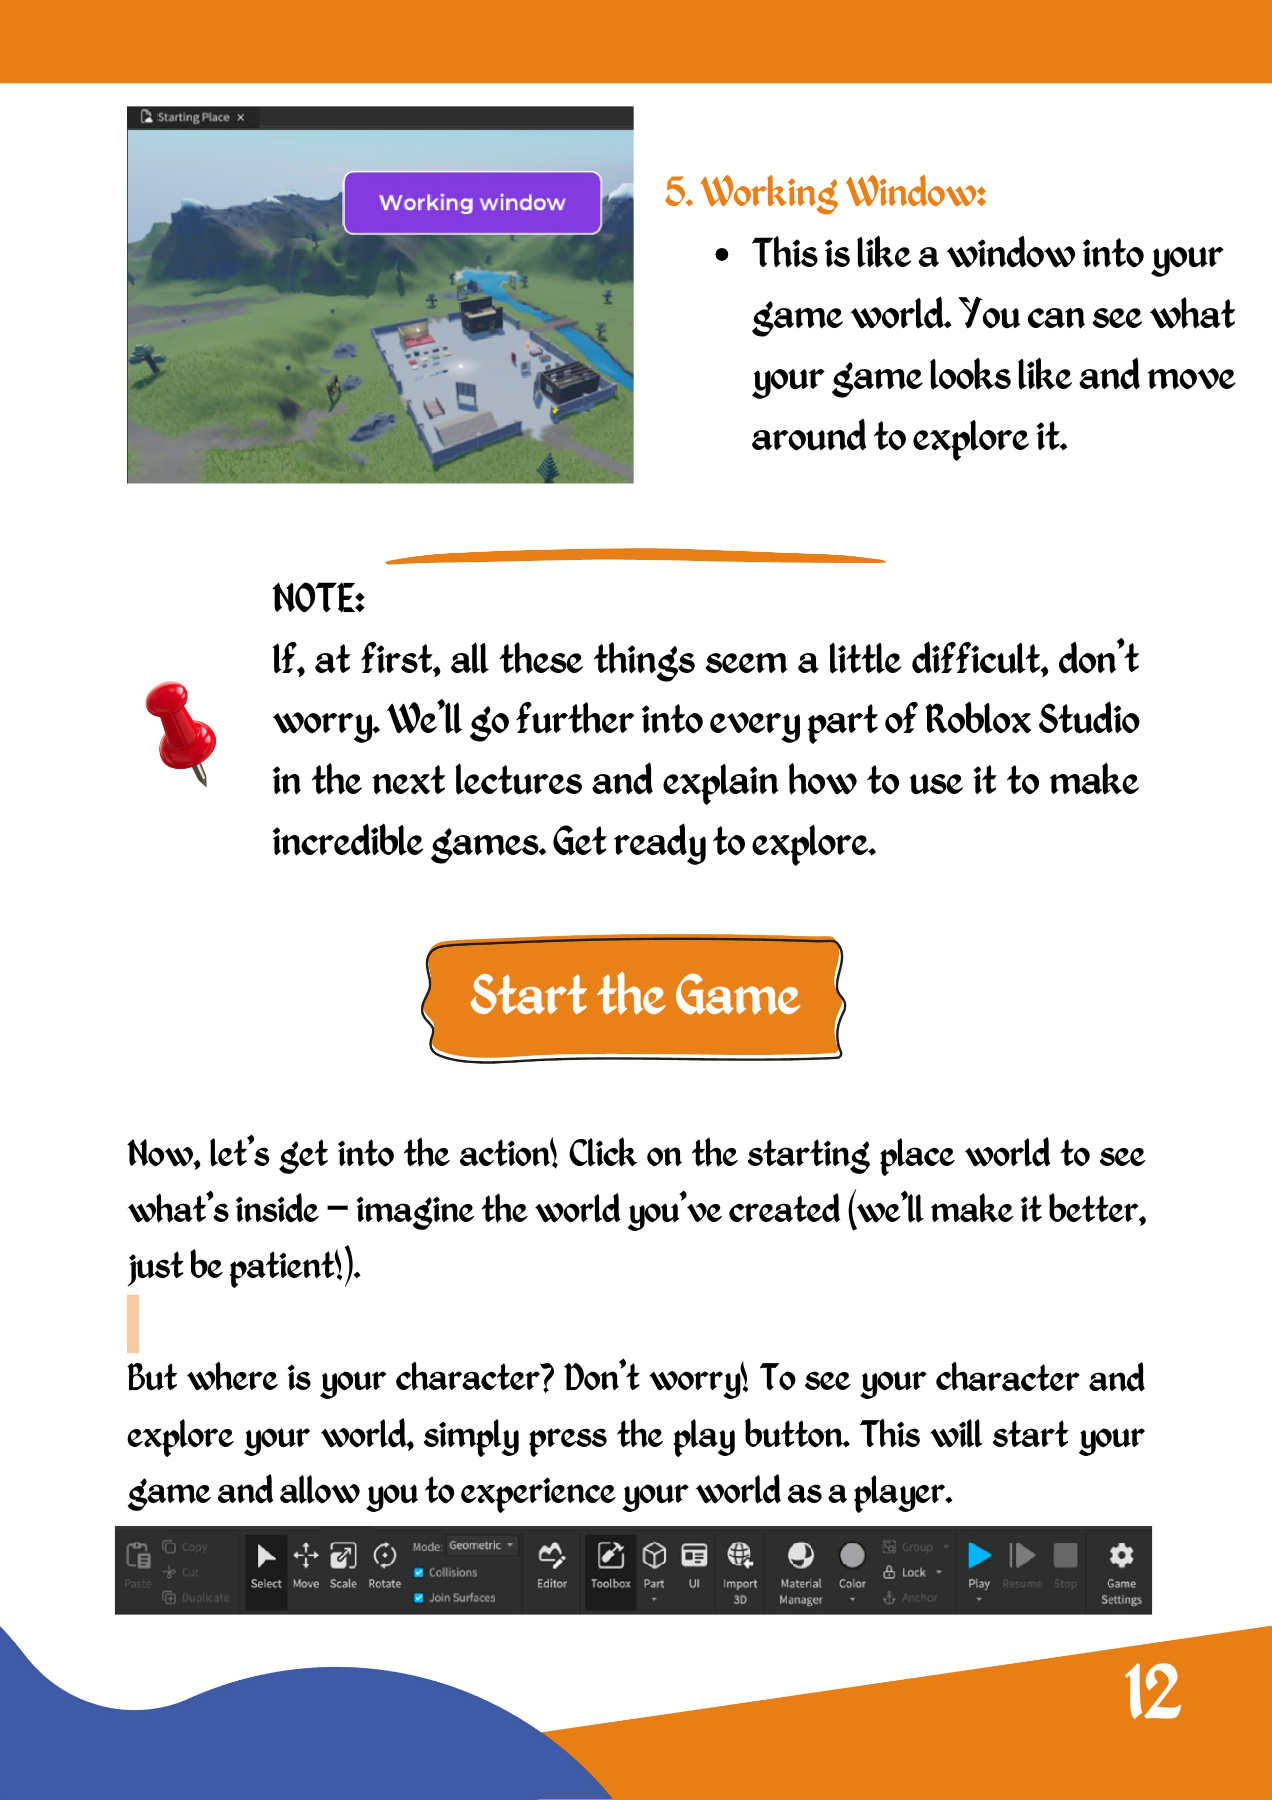 Starting Place ×
Working window
5. Working Window:
• This is like a window into your
game world. You can see what
your game looks like and move
around to explore it.
NOTE:
If, at first, all these things seem a little difficult, don't
worry. We'll go further into every part of Roblox Studio
in the next lectures and explain how to use it to make
incredible games. Get ready to explore.
Start the Game
Now, let's get into the action! Click on the starting place world to see
what's inside – imagine the world you've created (we'll make it better,
just be patient!).
But where is your character? Don't worry! To see your character and
explore your world, simply press the play button. This will start your
game and allow you to experience your world as a player.
Paste Copy Cut Duplicate
Select Move Scale Rotate
Mode: Geometric
Collisions
Join Surfaces
Editor Toolbox Part UI Import 3D
Material Manager Color
Group Lock Anchor
Play Resume Stop Game Settings
12